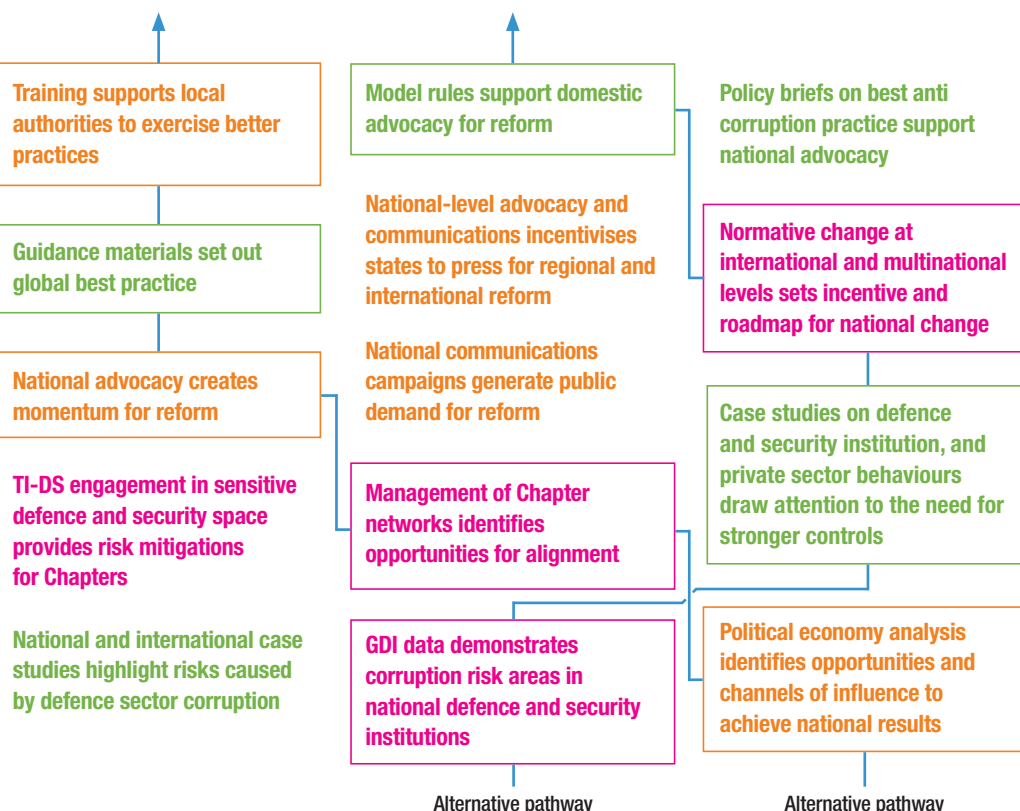 Training supports local
authorities to exercise better
practices
Guidance materials set out
global best practice
National advocacy creates
momentum for reform
TI-DS engagement in sensitive
defence and security space
provides risk mitigations
for Chapters
National and international case
studies highlight risks caused
by defence sector corruption
Model rules support domestic
advocacy for reform
National-level advocacy and
communications incentivises
states to press for regional and
international reform
National communications
campaigns generate public
demand for reform
Management of Chapter
networks identifies
opportunities for alignment
GDI data demonstrates
corruption risk areas in
national defence and security
institutions
Alternative pathway
Policy briefs on best anti
corruption practice support
national advocacy
Normative change at
international and multinational
levels sets incentive and
roadmap for national change
Case studies on defence
and security institution, and
private sector behaviours
draw attention to the need for
stronger controls
Political economy analysis
identifies opportunities and
channels of influence to
achieve national results
Alternative pathway